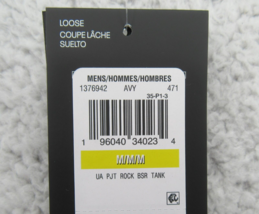 LOOSE
COUPE LÂCHE
SUELTO
MENS/HOMMES/HOMBRES
1376942 AVY 471
35-P1-3
1 96040 34023 4
M/M/M
UA PJT ROCK BSR TANK